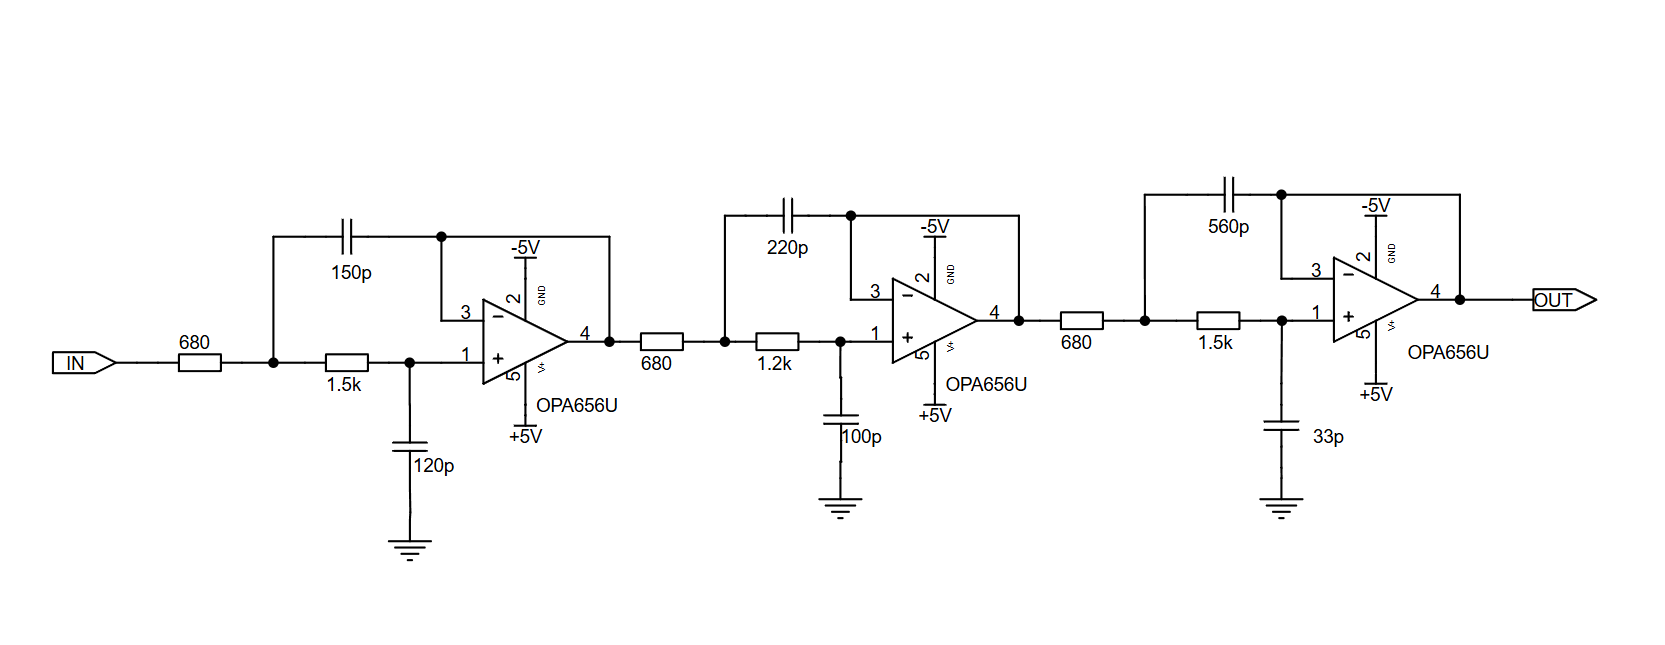 IN
680
150p
1.5k
120p
3
1
-5V
2
GND
4
5
V+
+5V
OPA656U
680
220p
1.2k
100p
3
1
-5V
2
GND
4
5
V+
+5V
OPA656U
680
560p
1.5k
33p
3
1
-5V
2
GND
4
5
V+
+5V
OPA656U
OUT